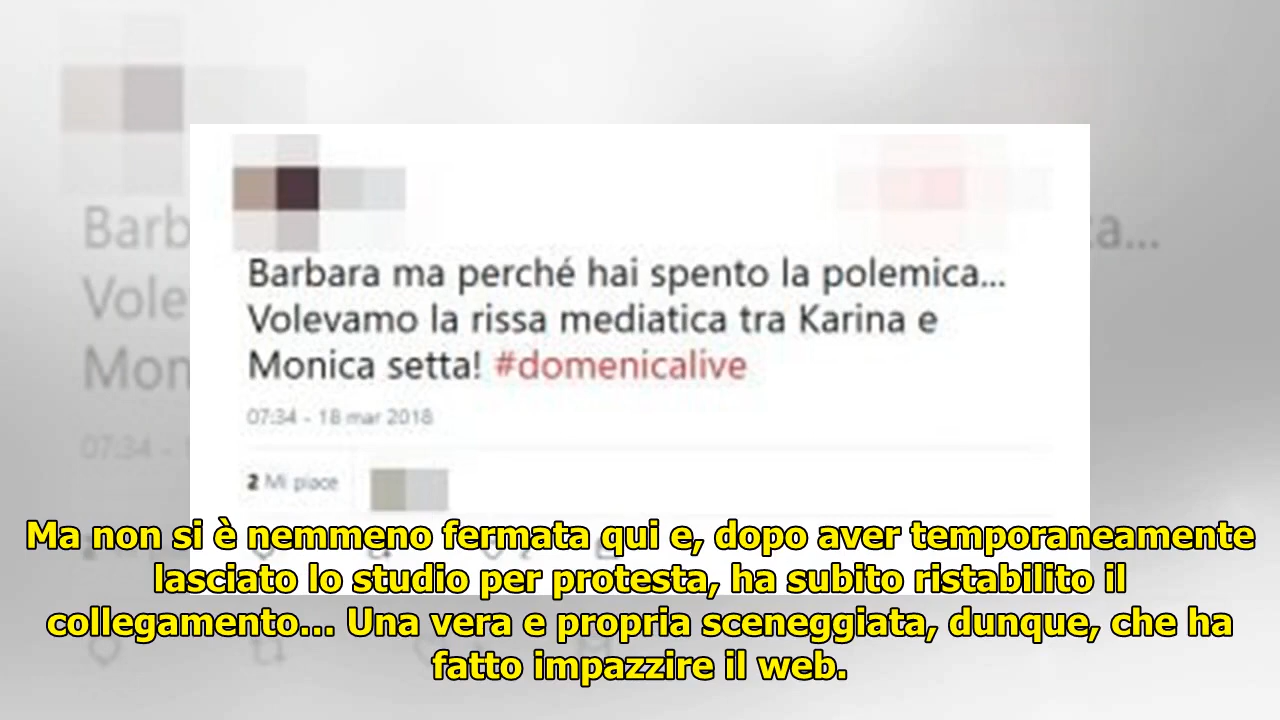 Barbara ma perché hai spento la polemica...
Volevamo la rissa mediatica tra Karina e
Monica setta! #domenicalive
07:34 - 18 mar 2018
2 Mi piace
Ma non si è nemmeno fermata qui e, dopo aver temporaneamente
lasciato lo studio per protesta, ha subito ristabilito il
collegamento... Una vera e propria sceneggiata, dunque, che ha
fatto impazzire il web.